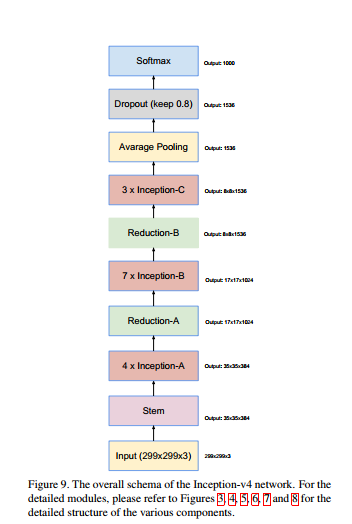 Softmax
Output: 1000
Dropout (keep 0.8)
Output: 1536
Avarage Pooling
Output: 1536
3 x Inception-C
Output: 8x8x1536
Reduction-B
Output: 8x8x1536
7 x Inception-B
Output: 17x17x1024
Reduction-A
Output: 17x17x1024
4 x Inception-A
Output: 35x35x384
Stem
Output: 35x35x384
Input (299x299x3)
299x299x3
Figure 9. The overall schema of the Inception-v4 network. For the
detailed modules, please refer to Figures 3, 4, 5, 6, 7 and 8 for the
detailed structure of the various components.